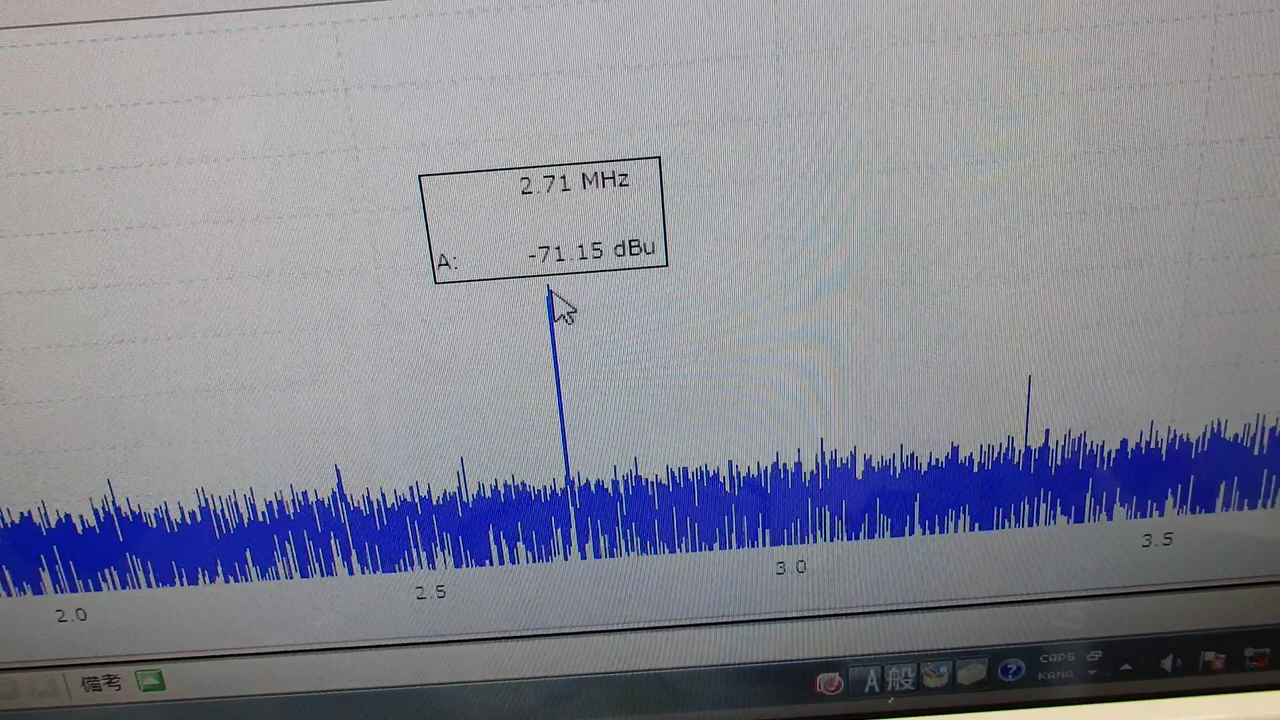 2.71 MHz
A: -71.15 dBu
2.0 2.5 3.0 3.5
備考
A 般 ? CAPS
KANA